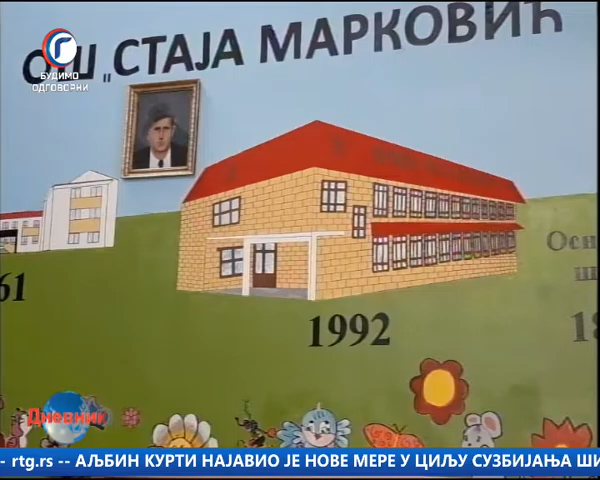 ОШ „СТАЈА МАРКОВИЋ
БУДИМО
ОДГОВОРНИ
61
1992
Осн
ш
18
Дневник
- rtg.rs -- АЉБИН КУРТИ НАЈАВИО ЈЕ НОВЕ МЕРЕ У ЦИЉУ СУЗБИЈАЊА ШИ